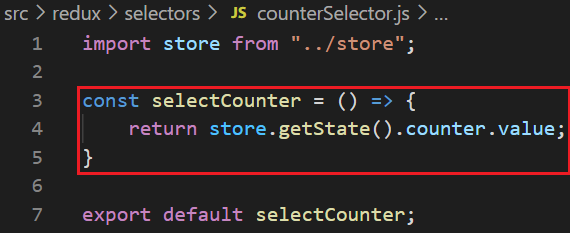 src > redux > selectors > JS counterSelector.js > ...
1 import store from "../store";
2
3 const selectCounter = () => {
4     return store.getState().counter.value;
5 }
6
7 export default selectCounter;